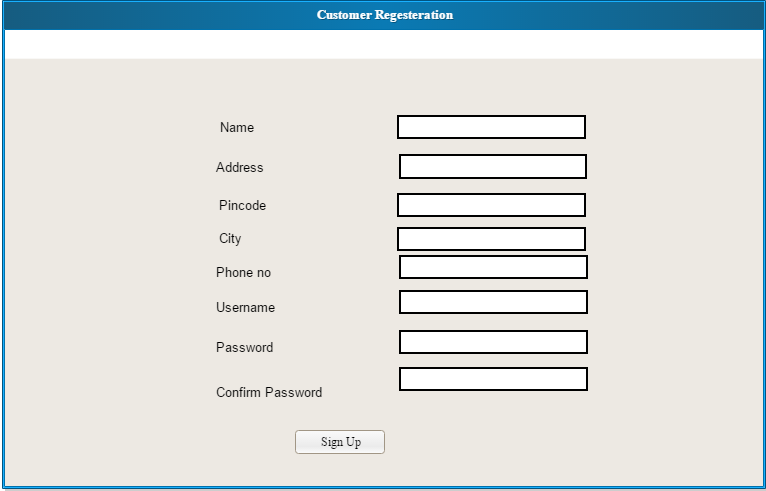 Customer Regesteration
Name
Address
Pincode
City
Phone no
Username
Password
Confirm Password
Sign Up